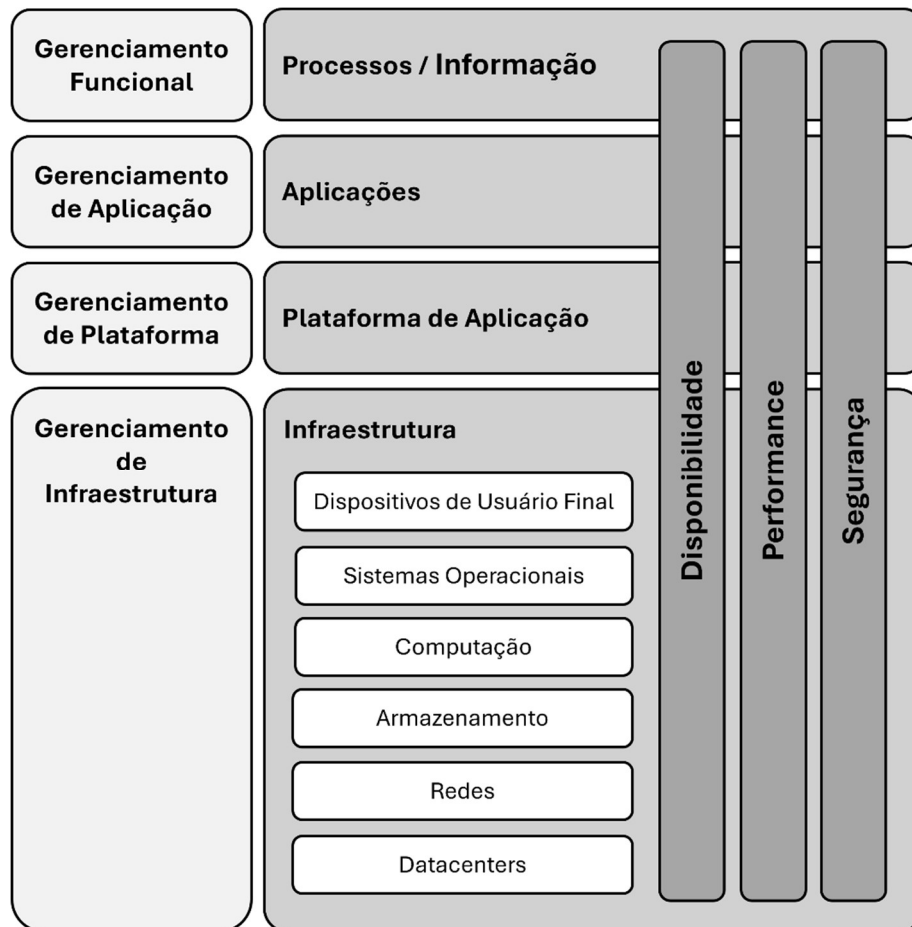 Gerenciamento
Funcional
Processos / Informação
Gerenciamento
de Aplicação
Aplicações
Gerenciamento
de Plataforma
Plataforma de Aplicação
Gerenciamento
de
Infraestrutura
Infraestrutura
Dispositivos de Usuário Final
Sistemas Operacionais
Computação
Armazenamento
Redes
Datacenters
Disponibilidade
Performance
Segurança